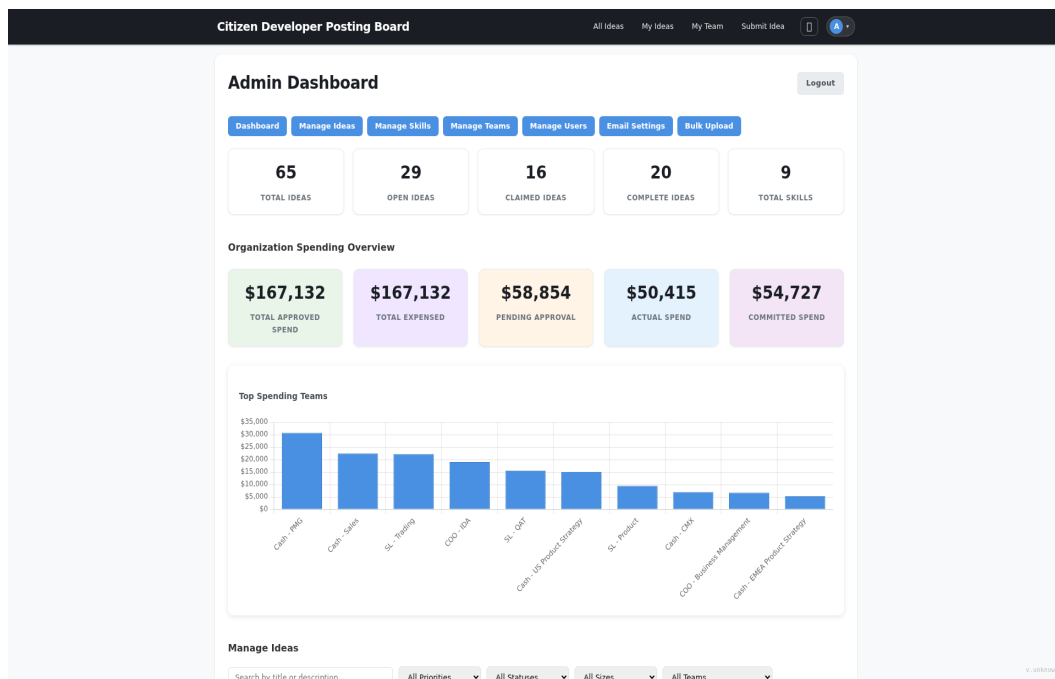 Citizen Developer Posting Board
All Ideas My Ideas My Team Submit Idea A
Admin Dashboard
Logout
Dashboard Manage Ideas Manage Skills Manage Teams Manage Users Email Settings Bulk Upload
65 29 16 20 9
TOTAL IDEAS OPEN IDEAS CLAIMED IDEAS COMPLETE IDEAS TOTAL SKILLS
Organization Spending Overview
$167,132 $167,132 $58,854 $50,415 $54,727
TOTAL APPROVED SPEND TOTAL EXPENSED PENDING APPROVAL ACTUAL SPEND COMMITTED SPEND
Top Spending Teams
$35,000
$30,000
$25,000
$20,000
$15,000
$10,000
$5,000
$0
Cash - PMG
Cash - Sales
SL - Trading
COO - IDA
SL - QAT
Cash - US Product Strategy
SL - Product
Cash - CMX
COO - Business Management
Cash - EMEA Product Strategy
Manage Ideas
Search by title or description. All Priorities All Statuses All Sizes All Teams
v.unknow